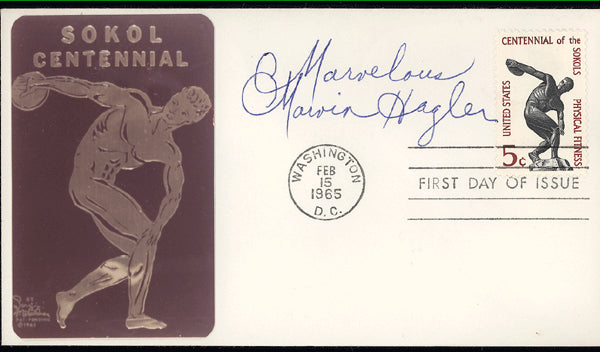 SOKOL
CENTENNIAL
Marvelous
Marvin Hagler
WASHINGTON
FEB
15
1965
D.C.
CENTENNIAL of the SOKOLS
PHYSICAL FITNESS
UNITED STATES
5¢
FIRST DAY OF ISSUE